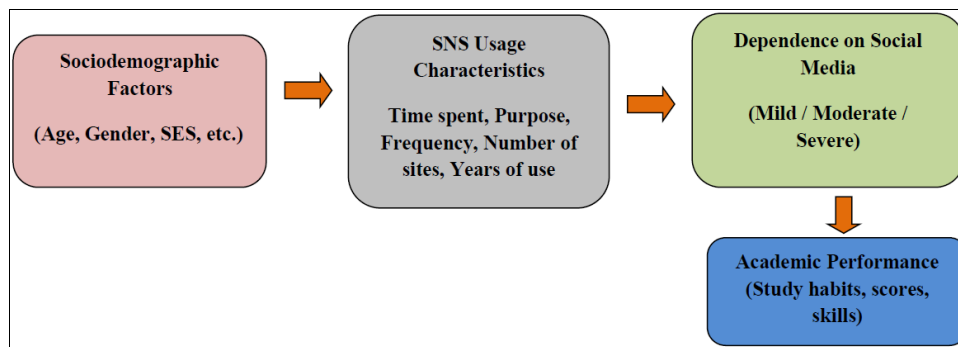 Sociodemographic
Factors
(Age, Gender, SES, etc.)
SNS Usage
Characteristics
Time spent, Purpose,
Frequency, Number of
sites, Years of use
Dependence on Social
Media
(Mild / Moderate /
Severe)
Academic Performance
(Study habits, scores,
skills)